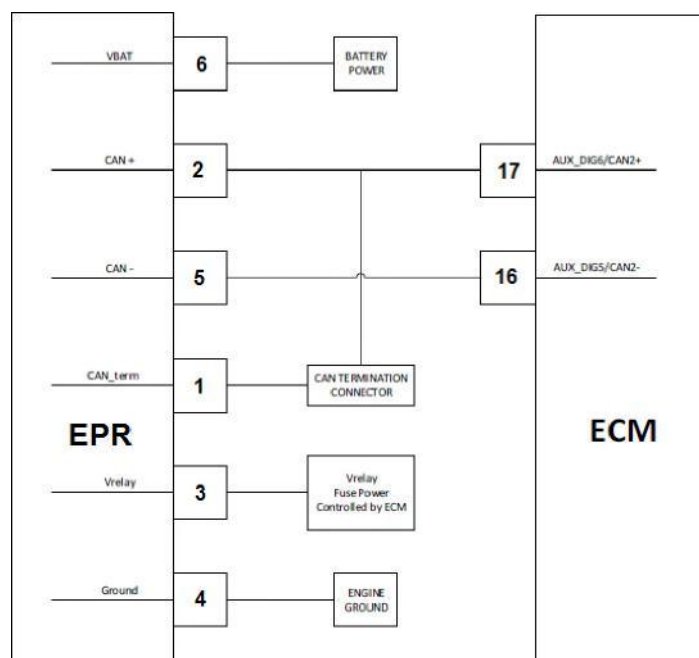 VBAT
6
BATTERY
POWER
CAN +
2
17
AUX_DIG6/CAN2+
CAN -
5
16
AUX_DIG5/CAN2-
CAN_term
1
CAN TERMINATION
CONNECTOR
EPR
ECM
Vrelay
3
Vrelay
Fuse Power
Controlled by ECM
Ground
4
ENGINE
GROUND